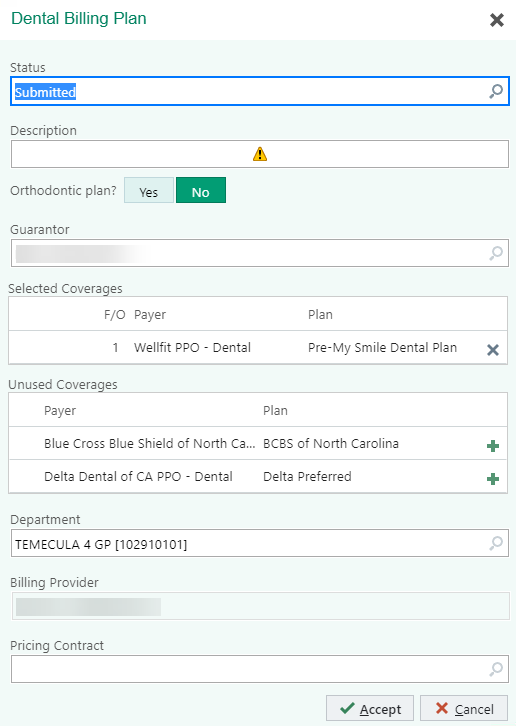 Dental Billing Plan
Status
Submitted
Description
Orthodontic plan? Yes No
Guarantor
Selected Coverages
F/O Payer Plan
1 Wellfit PPO - Dental Pre-My Smile Dental Plan
Unused Coverages
Payer Plan
Blue Cross Blue Shield of North Ca... BCBS of North Carolina
Delta Dental of CA PPO - Dental Delta Preferred
Department
TEMECULA 4 GP [102910101]
Billing Provider
Pricing Contract
Accept Cancel